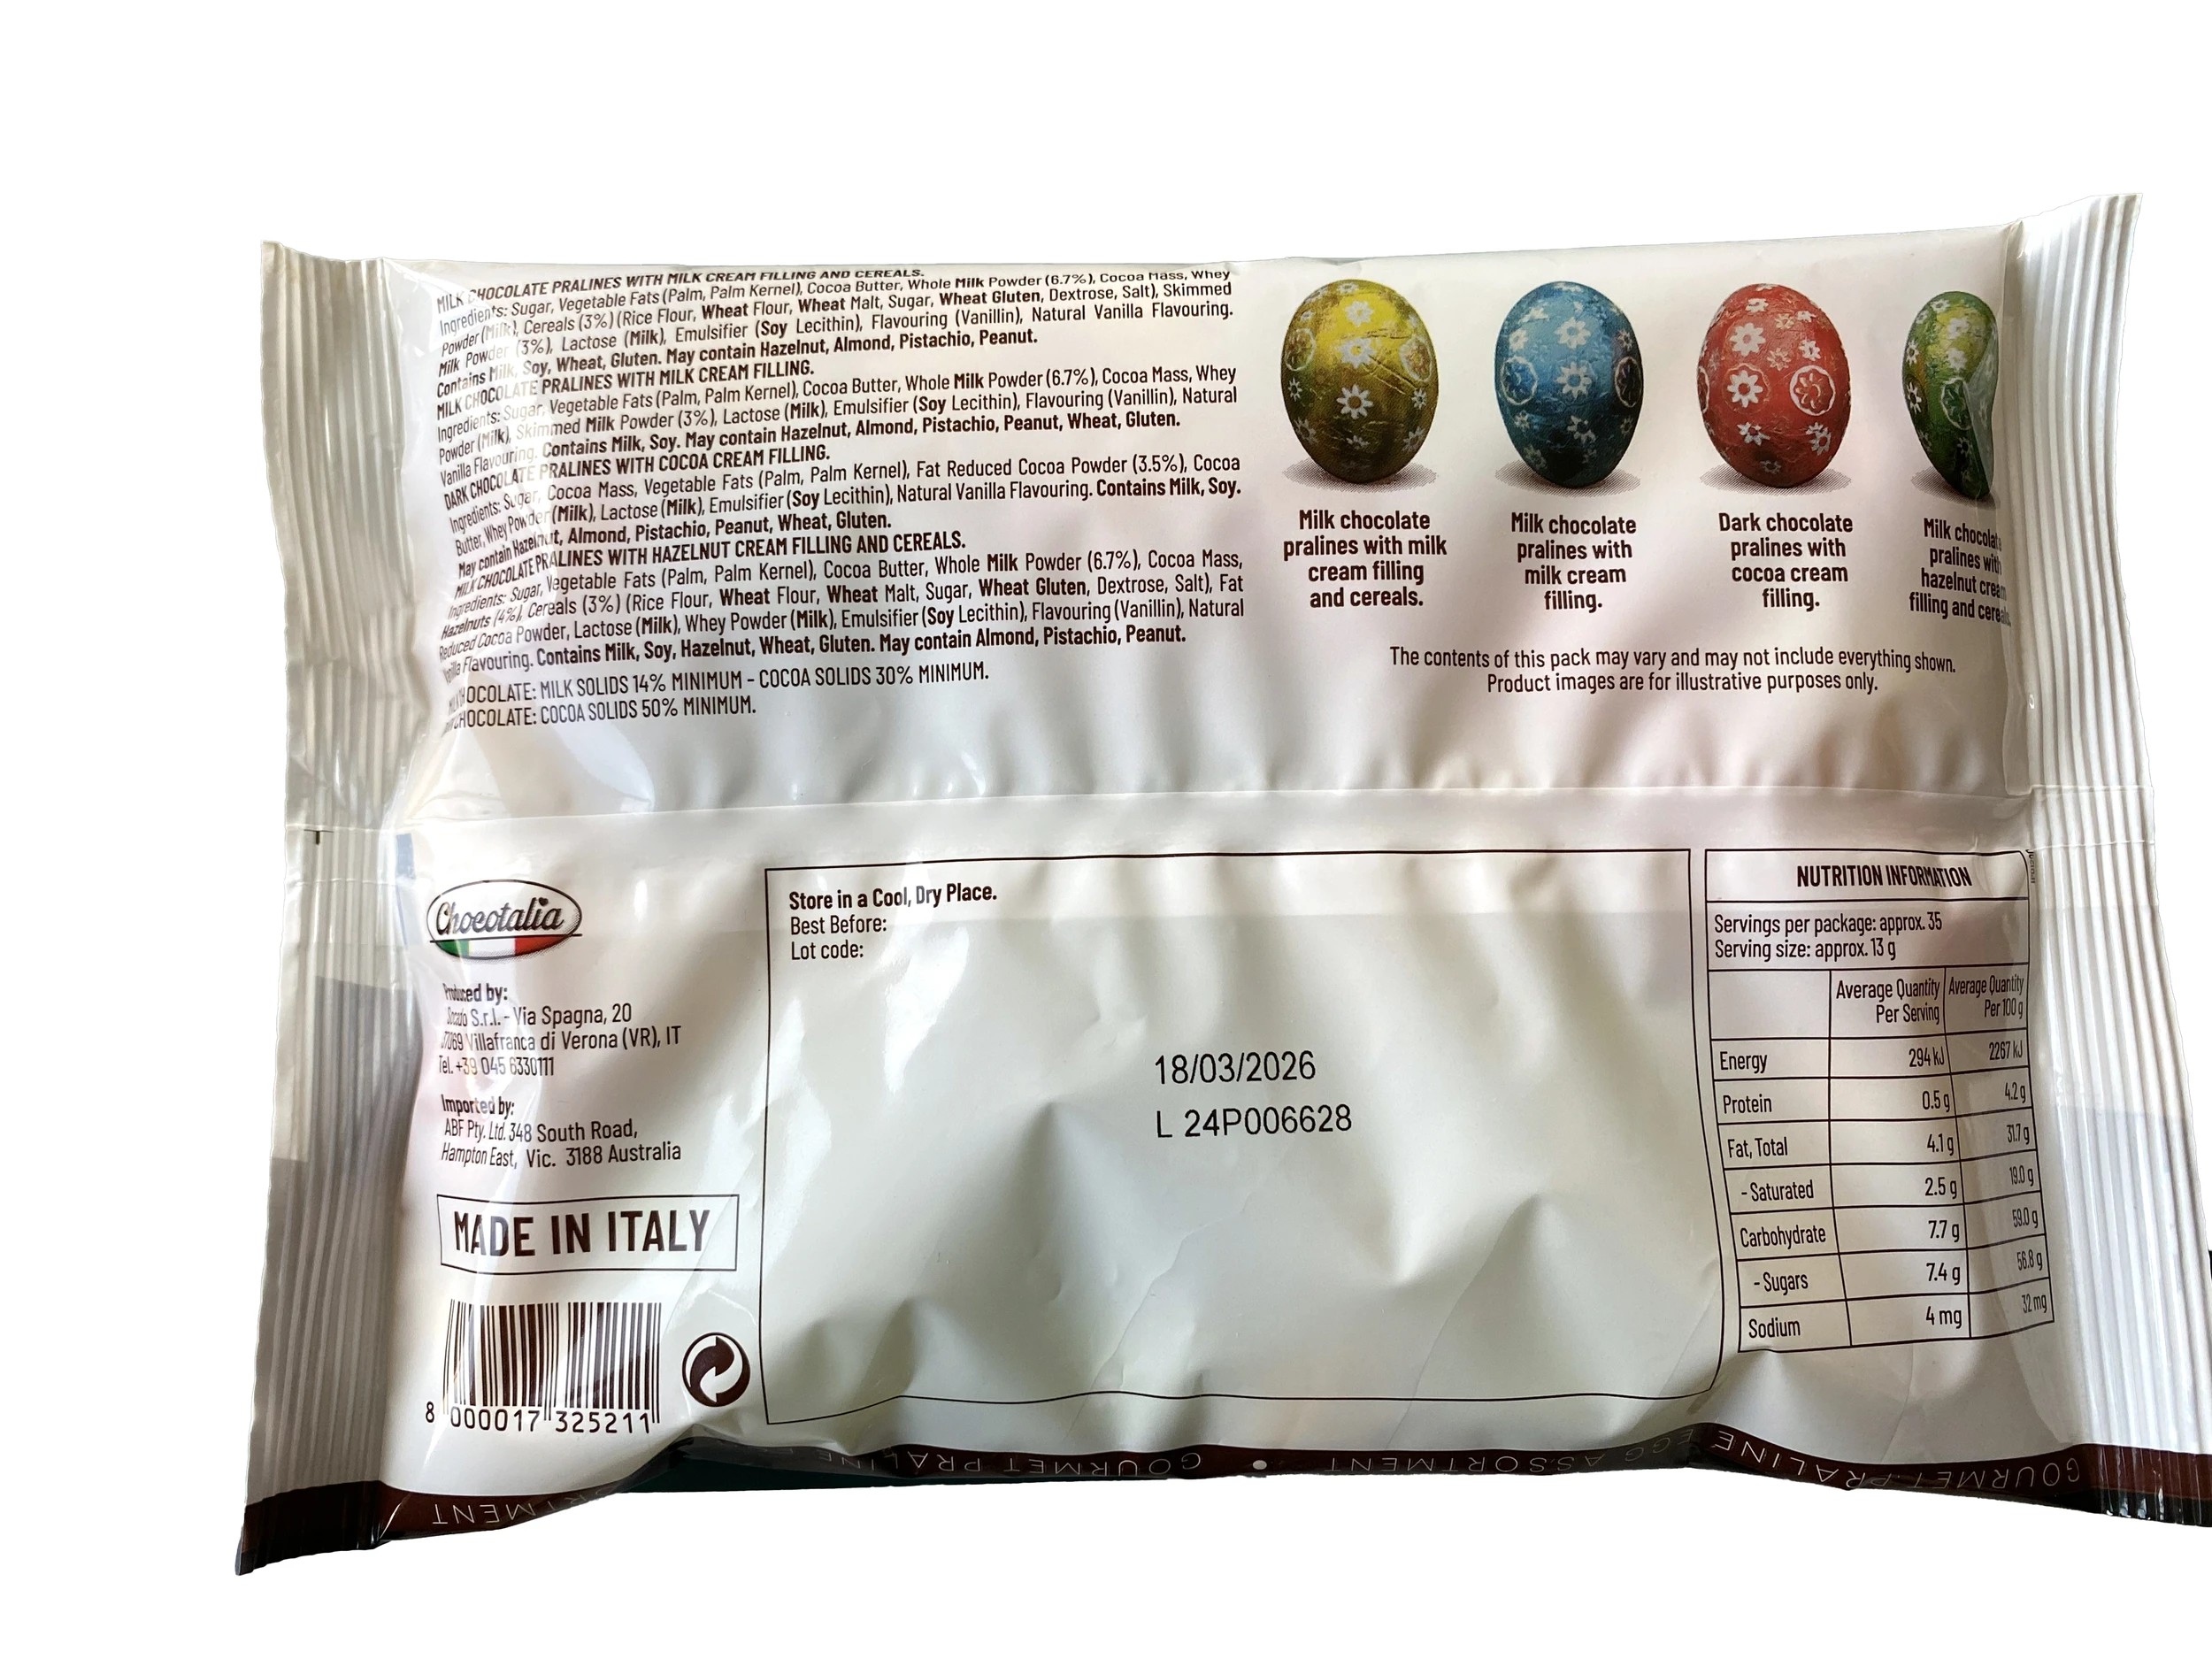 MILK CHOCOLATE PRALINES WITH MILK CREAM FILLING AND CEREALS.
Ingredients: Sugar, Vegetable Fats (Palm, Palm Kernel), Cocoa Butter, Whole Milk Powder (6.7%), Cocoa Mass, Whey
Powder (Milk), Cereals (3%) (Rice Flour, Wheat Flour, Wheat Malt, Sugar, Wheat Gluten, Dextrose, Salt), Skimmed
Milk Powder (3%), Lactose (Milk), Emulsifier (Soy Lecithin), Flavouring (Vanillin), Natural Vanilla Flavouring.
Contains Milk, Soy, Wheat, Gluten. May contain Hazelnut, Almond, Pistachio, Peanut.
MILK CHOCOLATE PRALINES WITH MILK CREAM FILLING.
Ingredients: Sugar, Vegetable Fats (Palm, Palm Kernel), Cocoa Butter, Whole Milk Powder (6.7%), Cocoa Mass, Whey
Powder (Milk), Skimmed Milk Powder (3%), Lactose (Milk), Emulsifier (Soy Lecithin), Flavouring (Vanillin), Natural
Vanilla Flavouring. Contains Milk, Soy. May contain Hazelnut, Almond, Pistachio, Peanut, Wheat, Gluten.
DARK CHOCOLATE PRALINES WITH COCOA CREAM FILLING.
Ingredients: Sugar, Cocoa Mass, Vegetable Fats (Palm, Palm Kernel), Fat Reduced Cocoa Powder (3.5%), Cocoa
Butter, Whey Powder (Milk), Lactose (Milk), Emulsifier (Soy Lecithin), Natural Vanilla Flavouring. Contains Milk, Soy.
May contain Hazelnut, Almond, Pistachio, Peanut, Wheat, Gluten.
MILK CHOCOLATE PRALINES WITH HAZELNUT CREAM FILLING AND CEREALS.
Ingredients: Sugar, Vegetable Fats (Palm, Palm Kernel), Cocoa Butter, Whole Milk Powder (6.7%), Cocoa Mass,
Hazelnuts (4%), Cereals (3%) (Rice Flour, Wheat Flour, Wheat Malt, Sugar, Wheat Gluten, Dextrose, Salt), Fat
Reduced Cocoa Powder, Lactose (Milk), Whey Powder (Milk), Emulsifier (Soy Lecithin), Flavouring (Vanillin), Natural
Vanilla Flavouring. Contains Milk, Soy, Hazelnut, Wheat, Gluten. May contain Almond, Pistachio, Peanut.
CHOCOLATE: MILK SOLIDS 14% MINIMUM - COCOA SOLIDS 30% MINIMUM.
CHOCOLATE: COCOA SOLIDS 50% MINIMUM.
Milk chocolate
pralines with milk
cream filling
and cereals.
Milk chocolate
pralines with
milk cream
filling.
Dark chocolate
pralines with
cocoa cream
filling.
Milk chocolate
pralines with
hazelnut cream
filling and cereals.
The contents of this pack may vary and may not include everything shown.
Product images are for illustrative purposes only.
Chocotalia
Produced by:
S.r.l. - Via Spagna, 20
37069 Villafranca di Verona (VR), IT
Tel. +39 045 6330111
Imported by:
ABF Pty. Ltd. 348 South Road,
Hampton East, Vic. 3188 Australia
MADE IN ITALY
8 000017 325211
Store in a Cool, Dry Place.
Best Before:
Lot code:
18/03/2026
L 24P006628
NUTRITION INFORMATION
Servings per package: approx. 35
Serving size: approx. 13 g
Average Quantity Per Serving Average Quantity Per 100 g
Energy 294 kJ 2267 kJ
Protein 0.5 g 4.2 g
Fat, Total 4.1 g 31.7 g
- Saturated 2.5 g 19.0 g
Carbohydrate 7.7 g 59.0 g
- Sugars 7.4 g 56.8 g
Sodium 4 mg 32 mg
GOURMET PRALINE EGG ASSORTMENT • GOURMET PRALINE